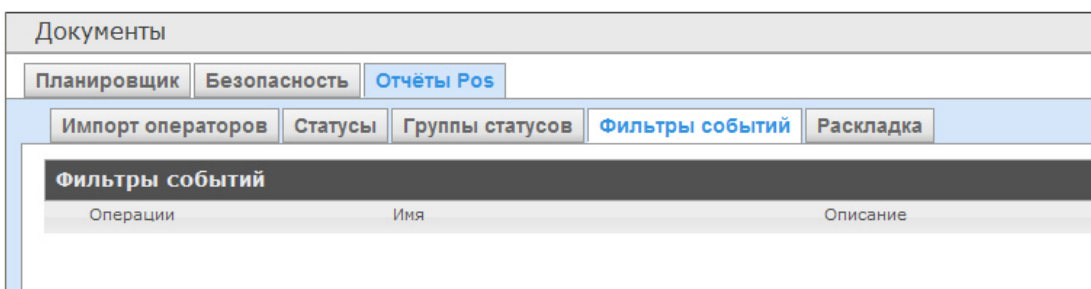 Документы
Планировщик Безопасность Отчёты Pos
Импорт операторов Статусы Группы статусов Фильтры событий Раскладка
Фильтры событий
Операции Имя Описание